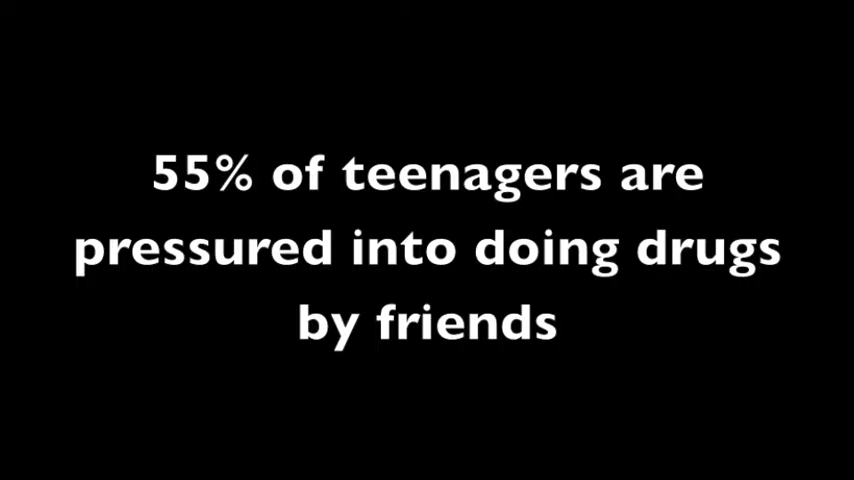 55% of teenagers are
pressured into doing drugs
by friends